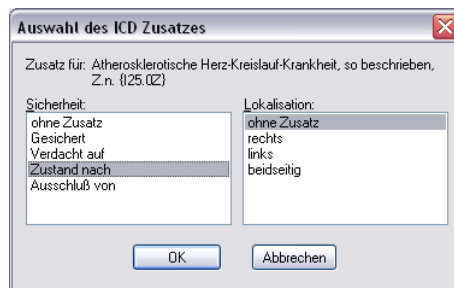 Auswahl des ICD Zusatzes
Zusatz für: Atherosklerotische Herz-Kreislauf-Krankheit, so beschrieben,
Z.n. {I25.0Z}
Sicherheit:
ohne Zusatz
Gesichert
Verdacht auf
Zustand nach
Ausschluß von
Lokalisation:
ohne Zusatz
rechts
links
beidseitig
OK
Abbrechen